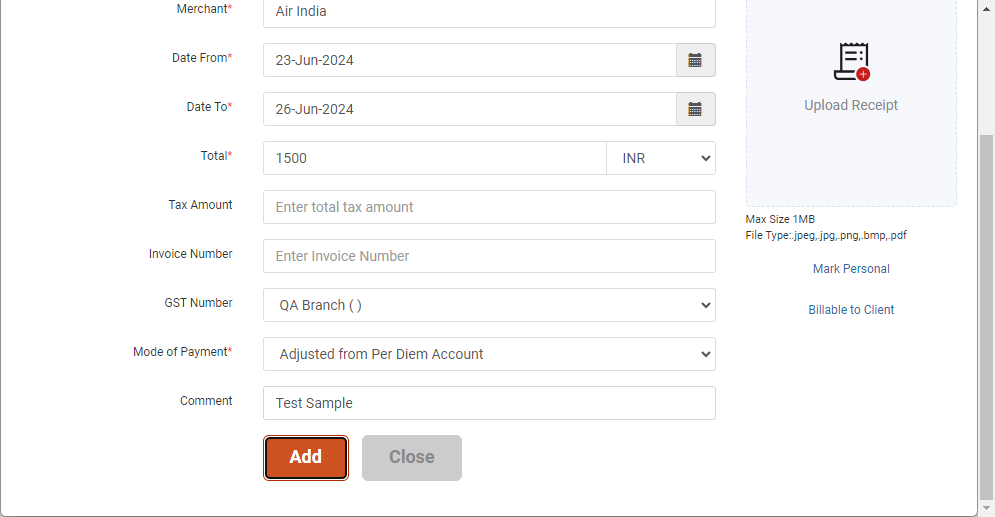 Merchant*
Air India
Date From*
23-Jun-2024
Date To*
26-Jun-2024
Total*
1500
INR
Tax Amount
Enter total tax amount
Invoice Number
Enter Invoice Number
GST Number
QA Branch ( )
Mode of Payment*
Adjusted from Per Diem Account
Comment
Test Sample
Add
Close
Upload Receipt
Max Size 1MB
File Type:.jpeg,.jpg,.png,.bmp,.pdf
Mark Personal
Billable to Client